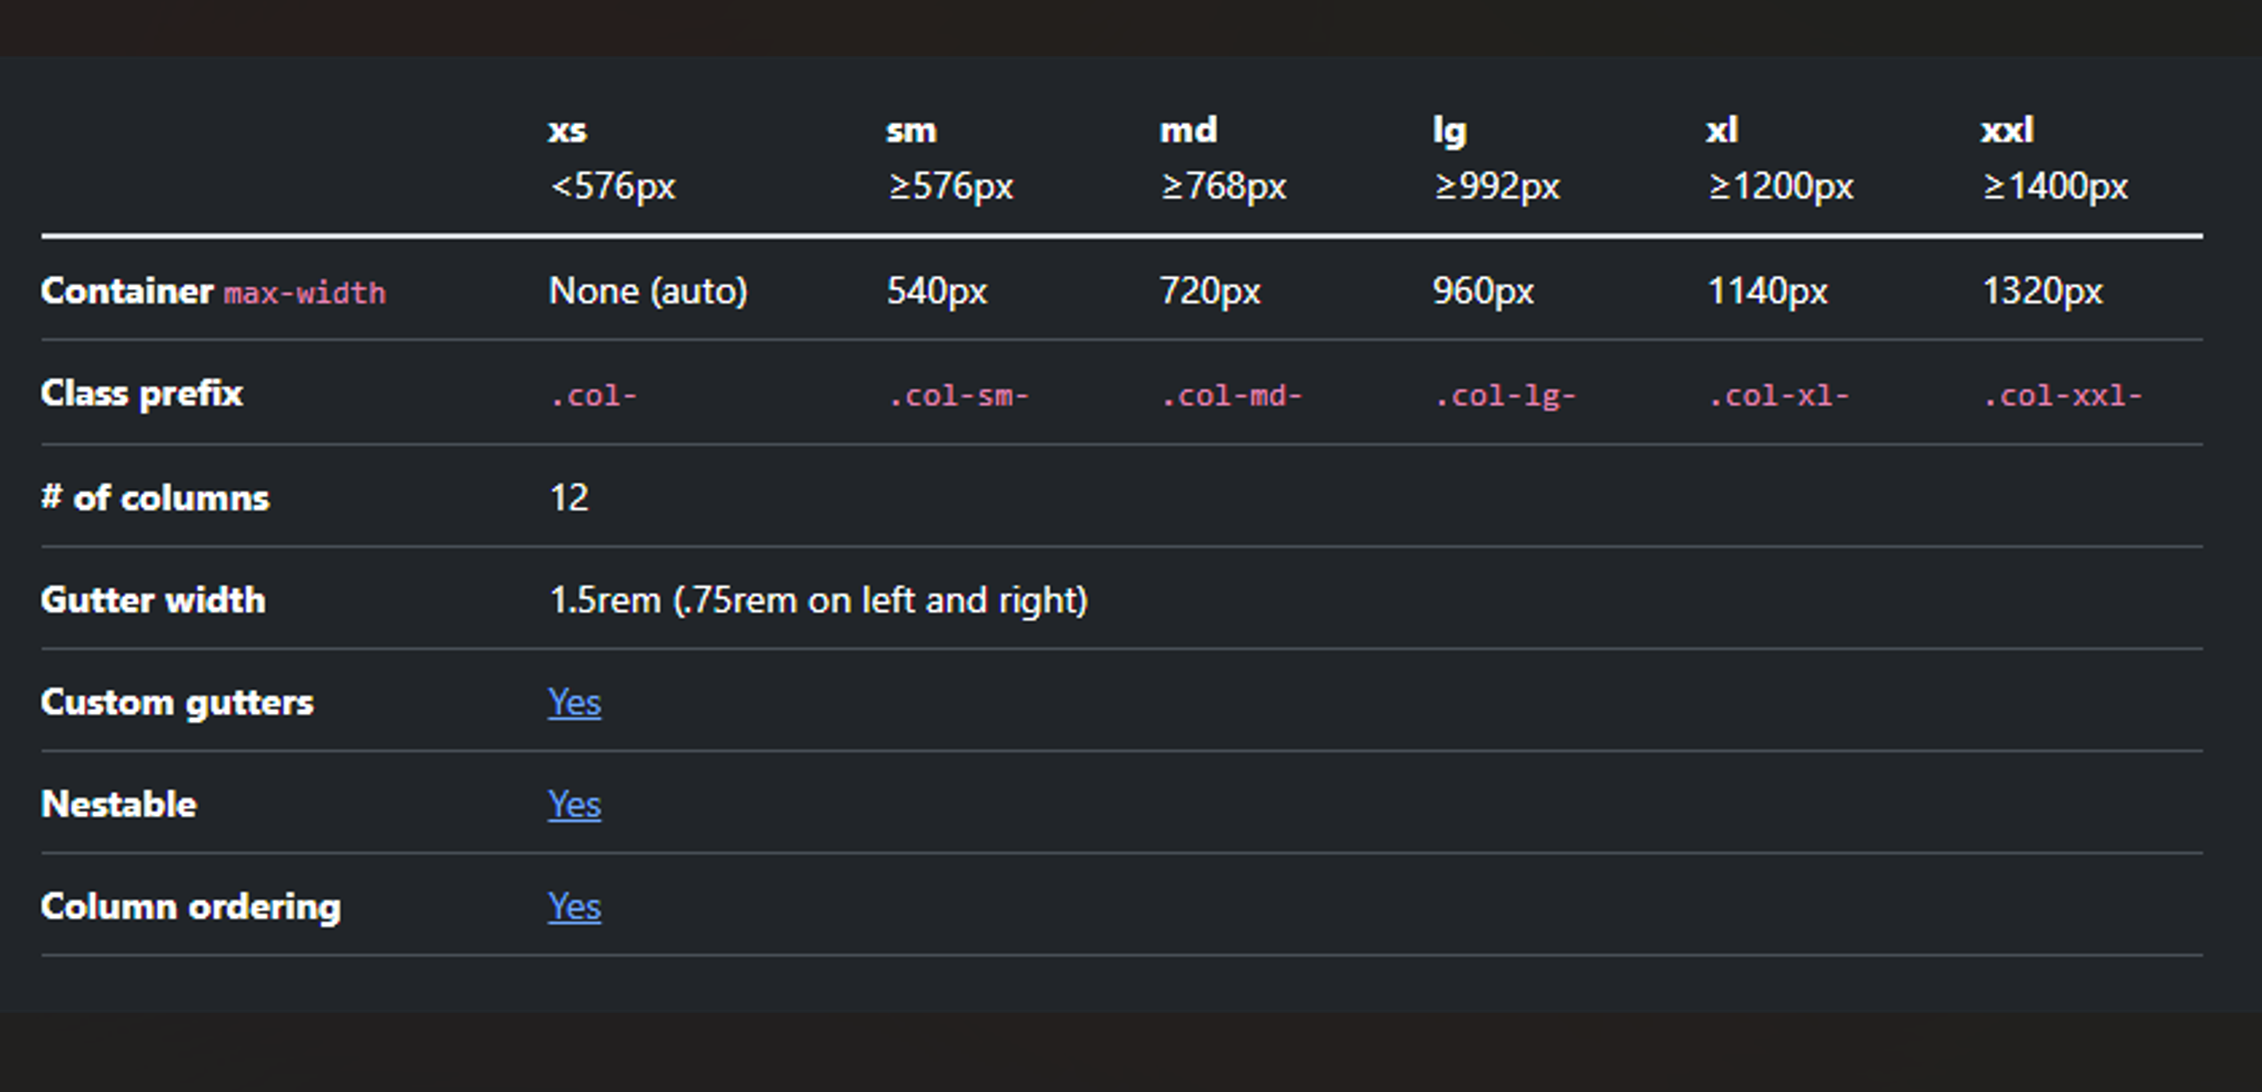 xs sm md lg xl xxl
<576px ≥576px ≥768px ≥992px ≥1200px ≥1400px
Container max-width None (auto) 540px 720px 960px 1140px 1320px
Class prefix .col- .col-sm- .col-md- .col-lg- .col-xl- .col-xxl-
# of columns 12
Gutter width 1.5rem (.75rem on left and right)
Custom gutters Yes
Nestable Yes
Column ordering Yes